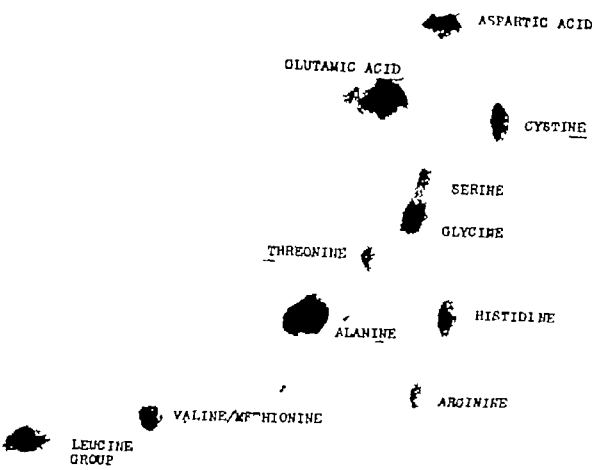 ASPARTIC ACID
GLUTAMIC ACID
CYSTINE
SERINE
GLYCINE
THREONINE
HISTIDINE
ALANINE
ARGININE
VALINE/METHIONINE
LEUCINE
GROUP